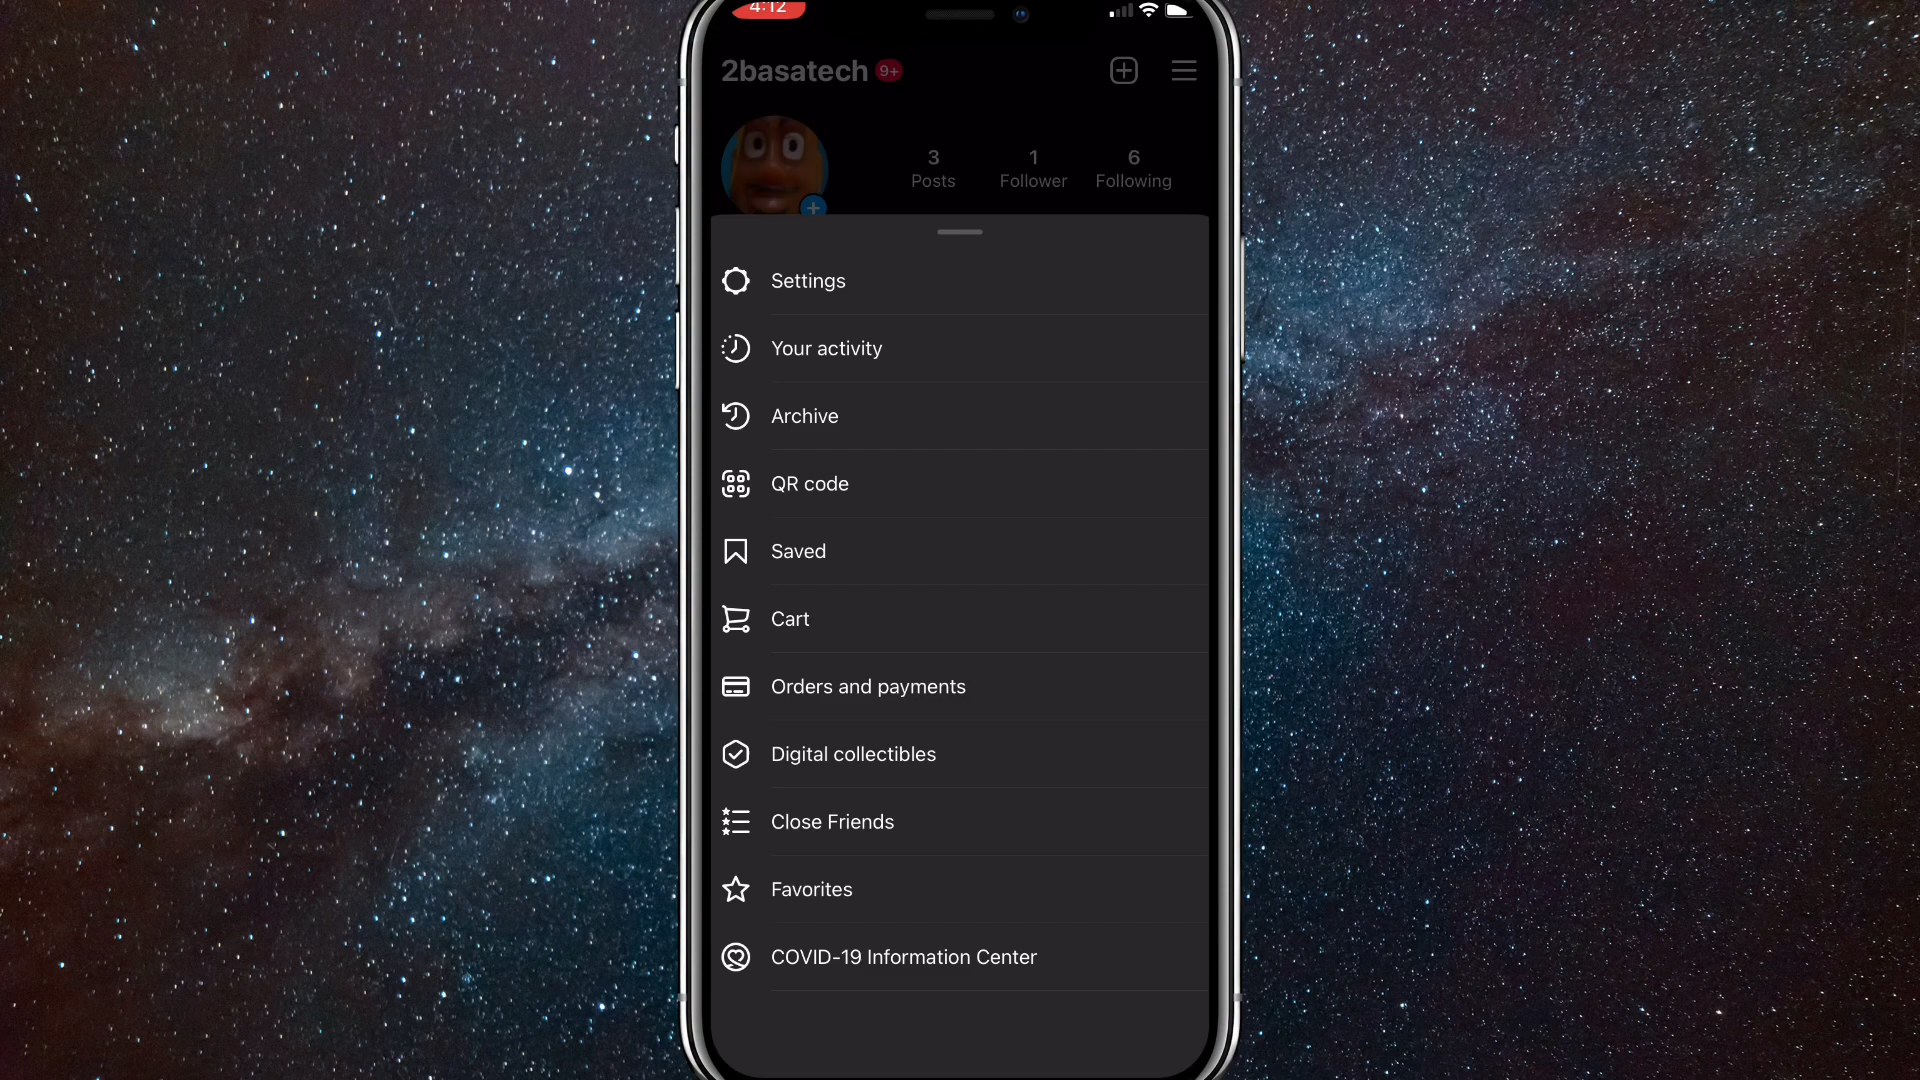 4:12
2basatech 9+
3 1 6
Posts Follower Following
Settings
Your activity
Archive
QR code
Saved
Cart
Orders and payments
Digital collectibles
Close Friends
Favorites
COVID-19 Information Center